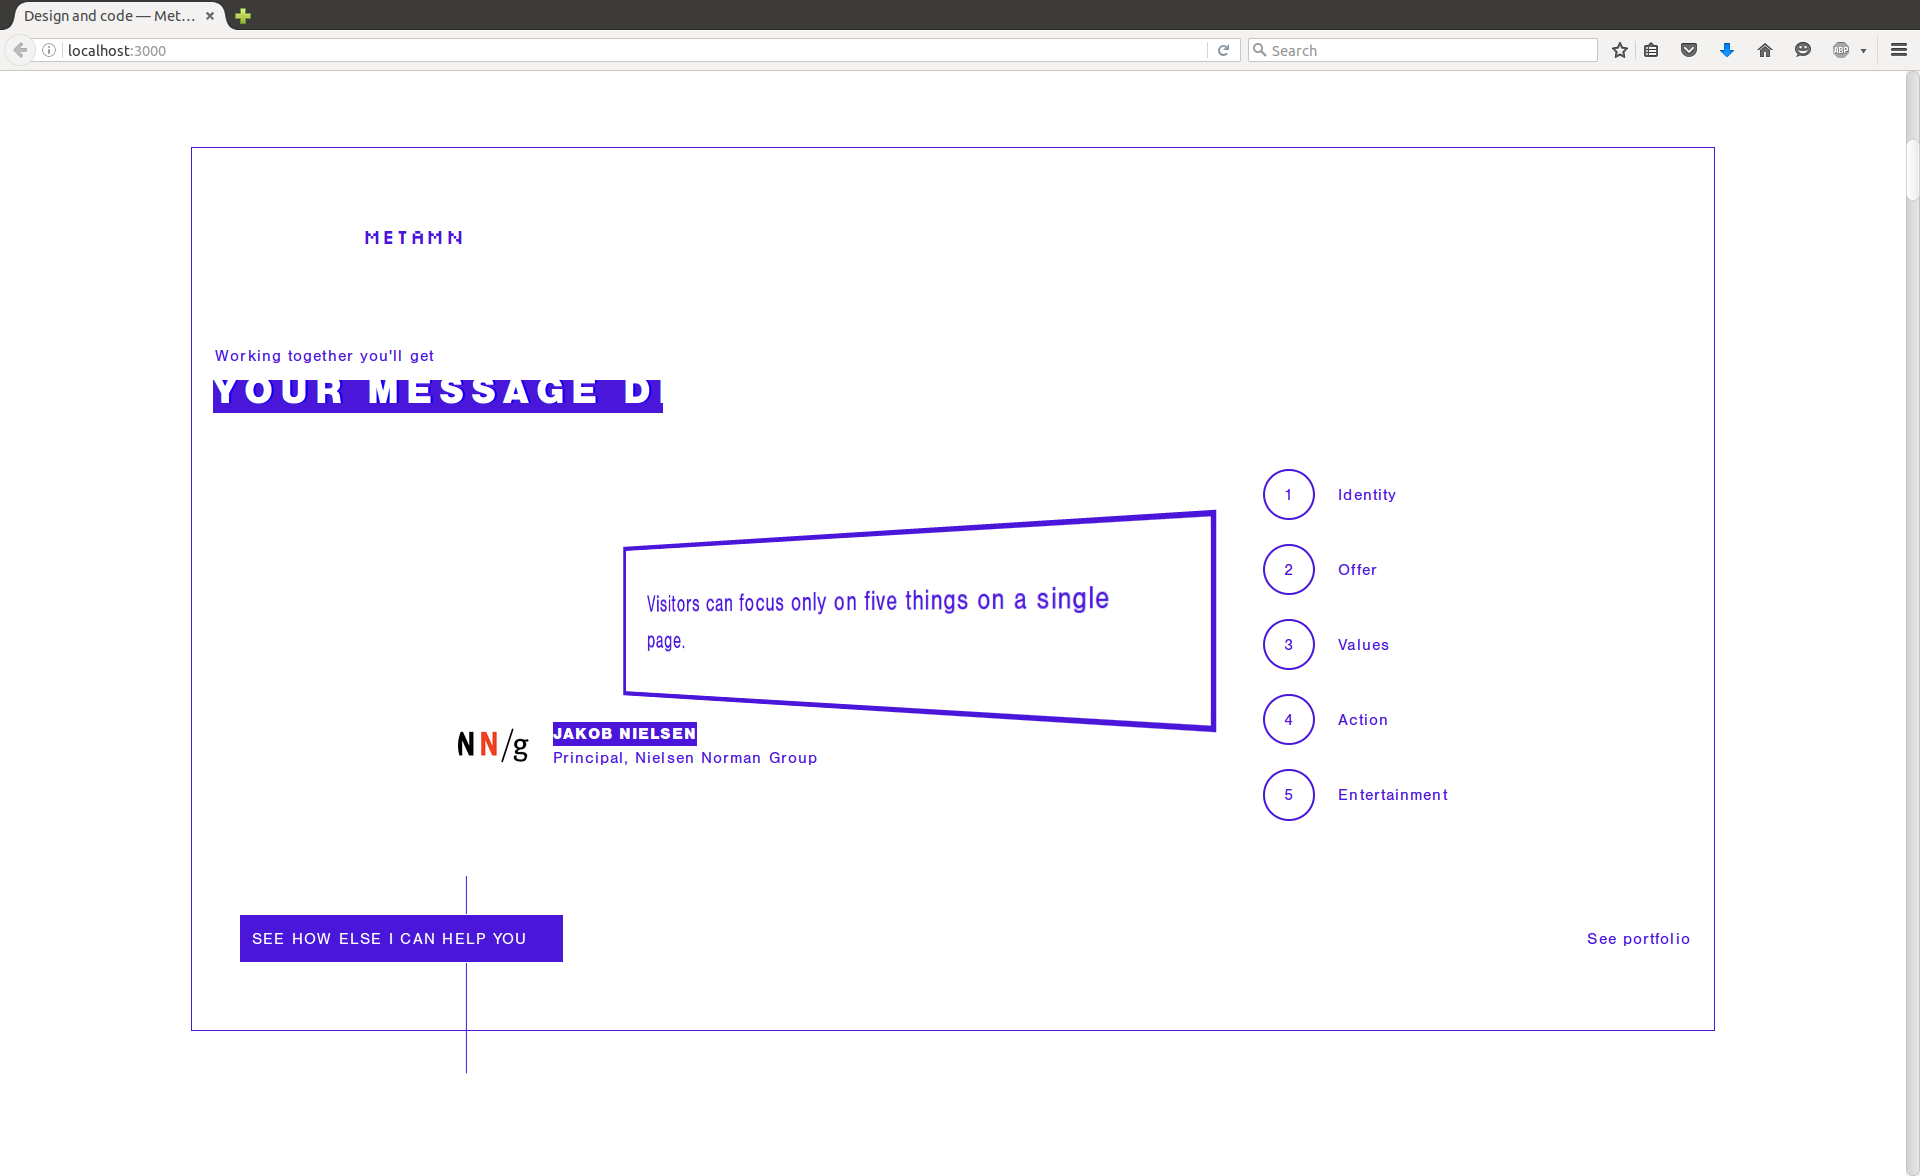 Design and code — Met...
localhost:3000
Search
ABP
METAMN
Working together you'll get
YOUR MESSAGE D
Visitors can focus only on five things on a single
page.
NN/g
JAKOB NIELSEN
Principal, Nielsen Norman Group
1 Identity
2 Offer
3 Values
4 Action
5 Entertainment
SEE HOW ELSE I CAN HELP YOU
See portfolio